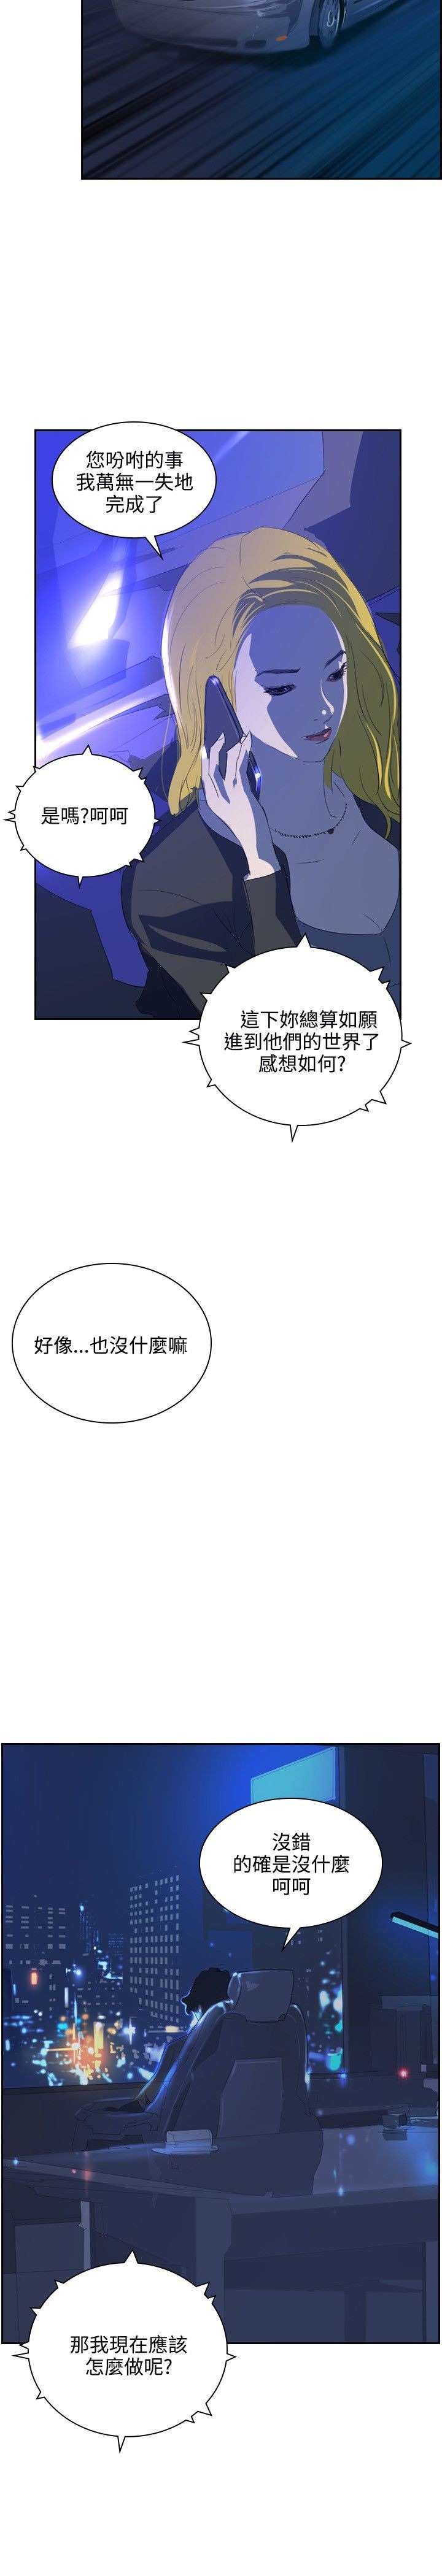 您吩咐的事
我萬無一失地
完成了
是嗎?呵呵
這下妳總算如願
進到他們的世界了
感想如何?
好像...也沒什麼嘛
沒錯
的確是沒什麼
呵呵
那我現在應該
怎麼做呢?